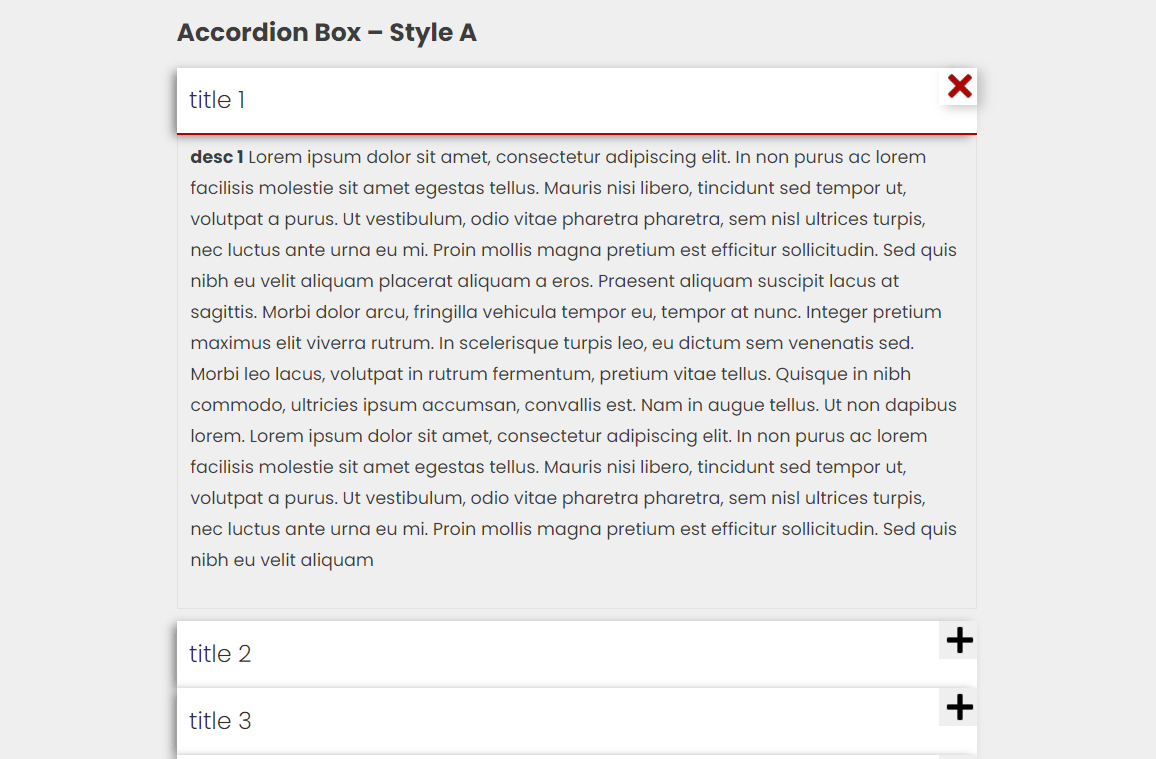 Accordion Box – Style A
title 1
desc 1 Lorem ipsum dolor sit amet, consectetur adipiscing elit. In non purus ac lorem
facilisis molestie sit amet egestas tellus. Mauris nisi libero, tincidunt sed tempor ut,
volutpat a purus. Ut vestibulum, odio vitae pharetra pharetra, sem nisl ultrices turpis,
nec luctus ante urna eu mi. Proin mollis magna pretium est efficitur sollicitudin. Sed quis
nibh eu velit aliquam placerat aliquam a eros. Praesent aliquam suscipit lacus at
sagittis. Morbi dolor arcu, fringilla vehicula tempor eu, tempor at nunc. Integer pretium
maximus elit viverra rutrum. In scelerisque turpis leo, eu dictum sem venenatis sed.
Morbi leo lacus, volutpat in rutrum fermentum, pretium vitae tellus. Quisque in nibh
commodo, ultricies ipsum accumsan, convallis est. Nam in augue tellus. Ut non dapibus
lorem. Lorem ipsum dolor sit amet, consectetur adipiscing elit. In non purus ac lorem
facilisis molestie sit amet egestas tellus. Mauris nisi libero, tincidunt sed tempor ut,
volutpat a purus. Ut vestibulum, odio vitae pharetra pharetra, sem nisl ultrices turpis,
nec luctus ante urna eu mi. Proin mollis magna pretium est efficitur sollicitudin. Sed quis
nibh eu velit aliquam
title 2
title 3